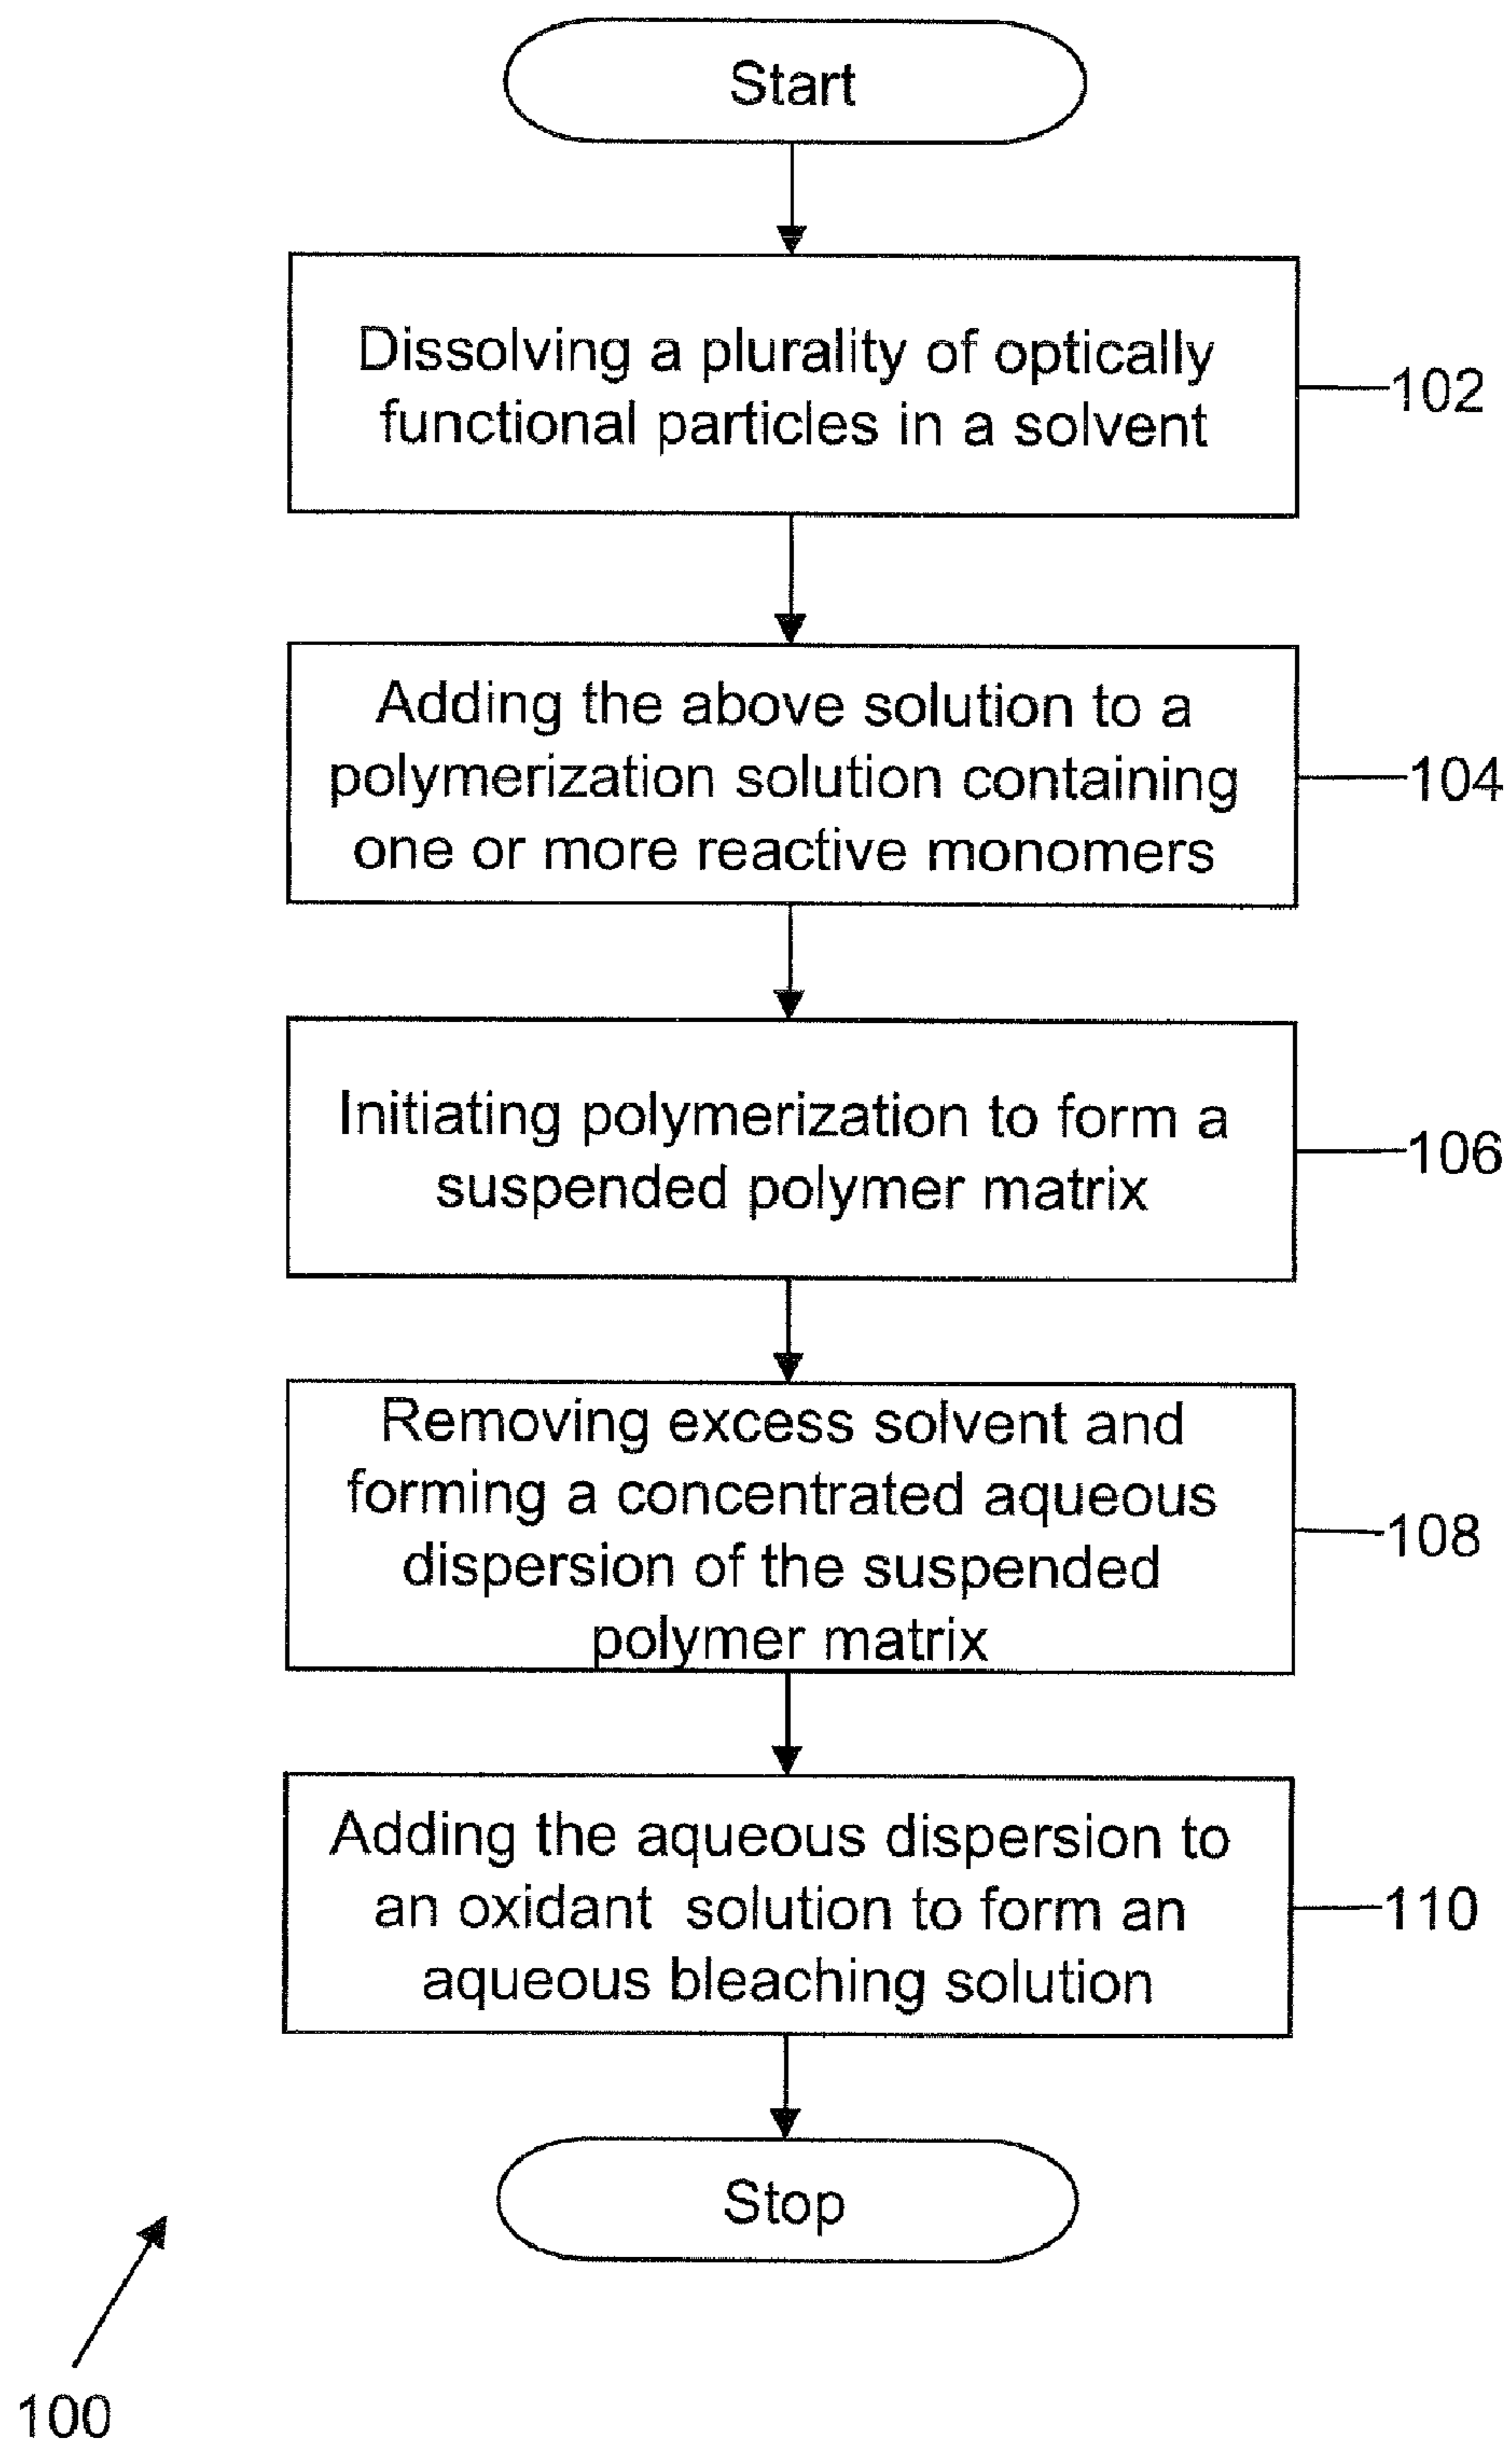 Start
Dissolving a plurality of optically
functional particles in a solvent
102
Adding the above solution to a
polymerization solution containing
one or more reactive monomers
104
Initiating polymerization to form a
suspended polymer matrix
106
Removing excess solvent and
forming a concentrated aqueous
dispersion of the suspended
polymer matrix
108
Adding the aqueous dispersion to
an oxidant solution to form an
aqueous bleaching solution
110
Stop
100